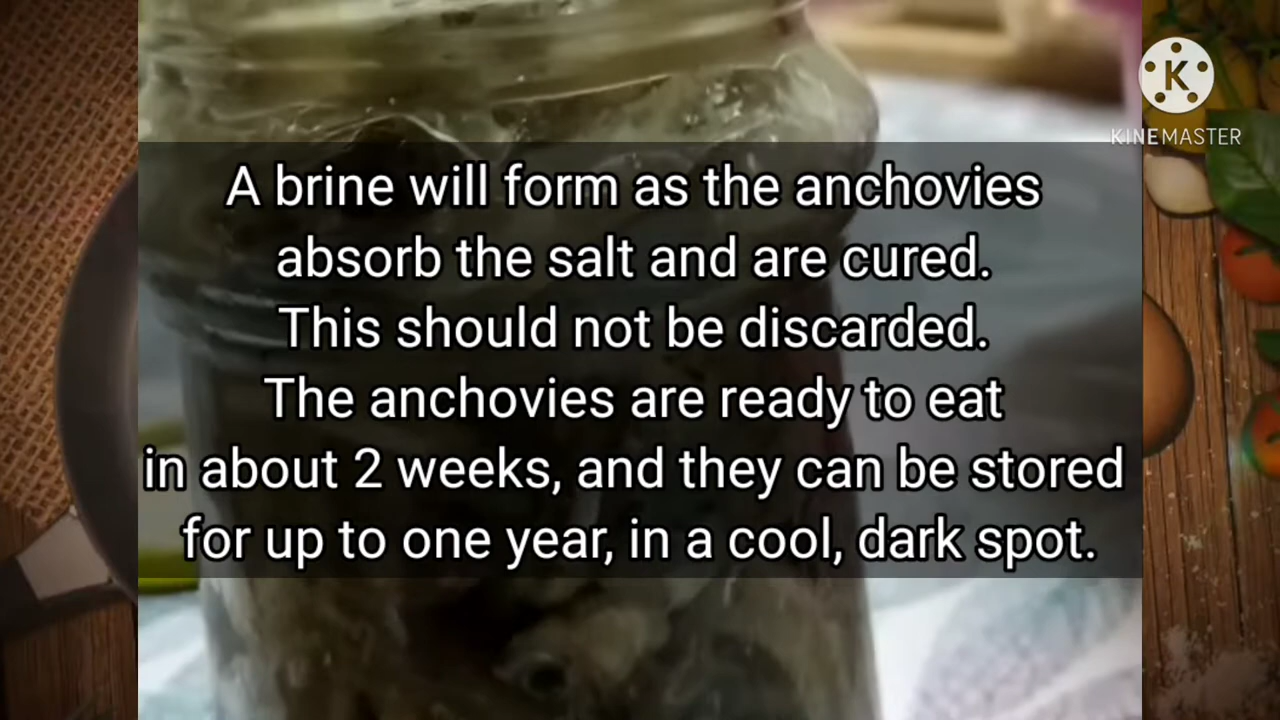 K
KINEMASTER
A brine will form as the anchovies
absorb the salt and are cured.
This should not be discarded.
The anchovies are ready to eat
in about 2 weeks, and they can be stored
for up to one year, in a cool, dark spot.